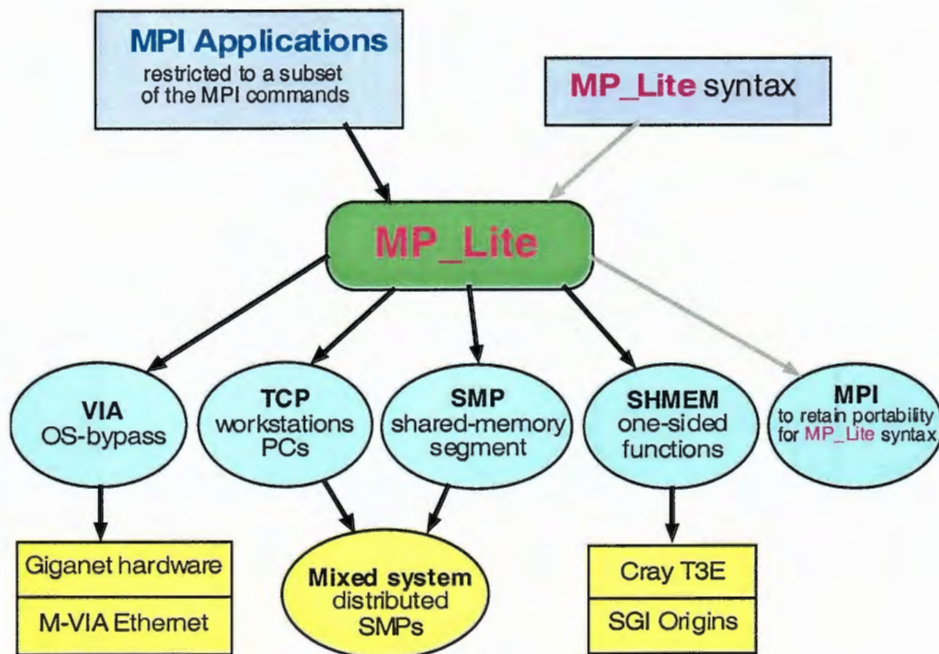 MPI Applications
restricted to a subset
of the MPI commands
MP_Lite syntax
MP_Lite
VIA
OS-bypass
TCP
workstations
PCs
SMP
shared-memory
segment
SHMEM
one-sided
functions
MPI
to retain portability
for MP_Lite syntax
Giganet hardware
M-VIA Ethernet
Mixed system
distributed
SMPs
Cray T3E
SGI Origins